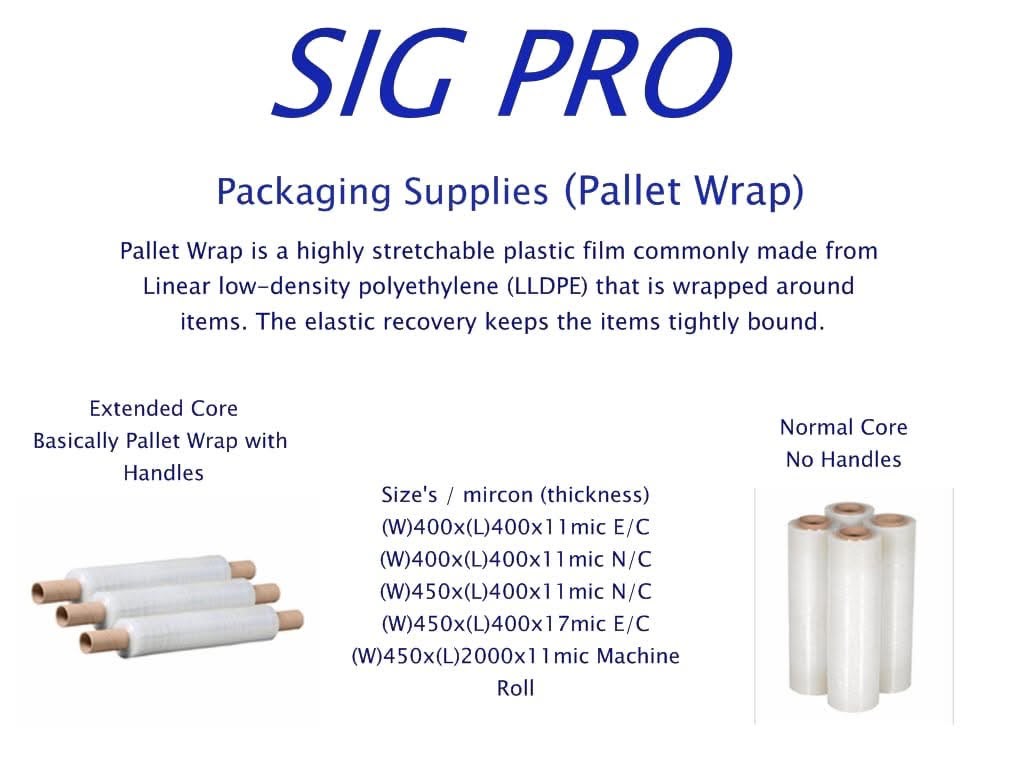 SIG PRO
Packaging Supplies (Pallet Wrap)
Pallet Wrap is a highly stretchable plastic film commonly made from
Linear low-density polyethylene (LLDPE) that is wrapped around
items. The elastic recovery keeps the items tightly bound.
Extended Core
Basically Pallet Wrap with
Handles
Normal Core
No Handles
Size's / mircon (thickness)
(W)400x(L)400x11mic E/C
(W)400x(L)400x11mic N/C
(W)450x(L)400x11mic N/C
(W)450x(L)400x17mic E/C
(W)450x(L)2000x11mic Machine
Roll